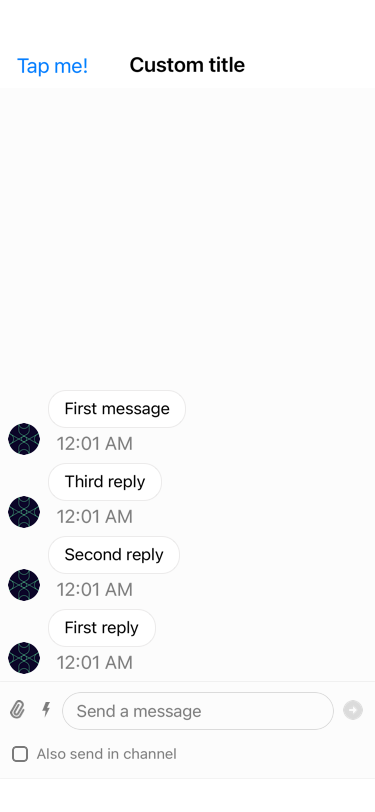 Tap me! Custom title
First message
12:01 AM
Third reply
12:01 AM
Second reply
12:01 AM
First reply
12:01 AM
Send a message
Also send in channel